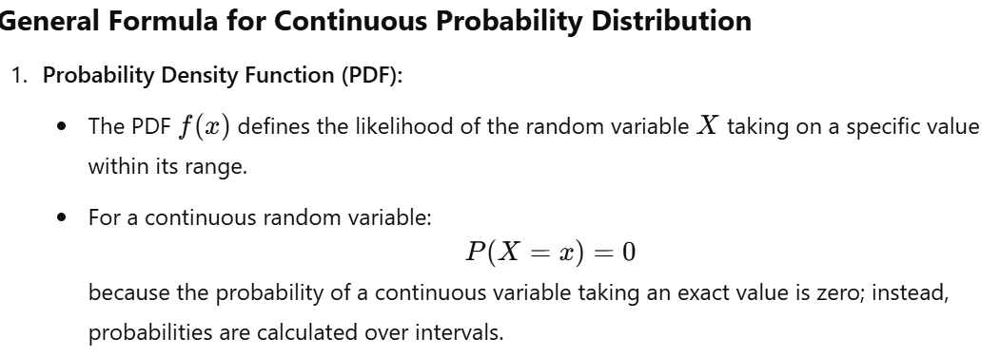 General Formula for Continuous Probability Distribution
1. Probability Density Function (PDF):
• The PDF f(x) defines the likelihood of the random variable X taking on a specific value
within its range.
• For a continuous random variable:
P(X = x) = 0
because the probability of a continuous variable taking an exact value is zero; instead,
probabilities are calculated over intervals.